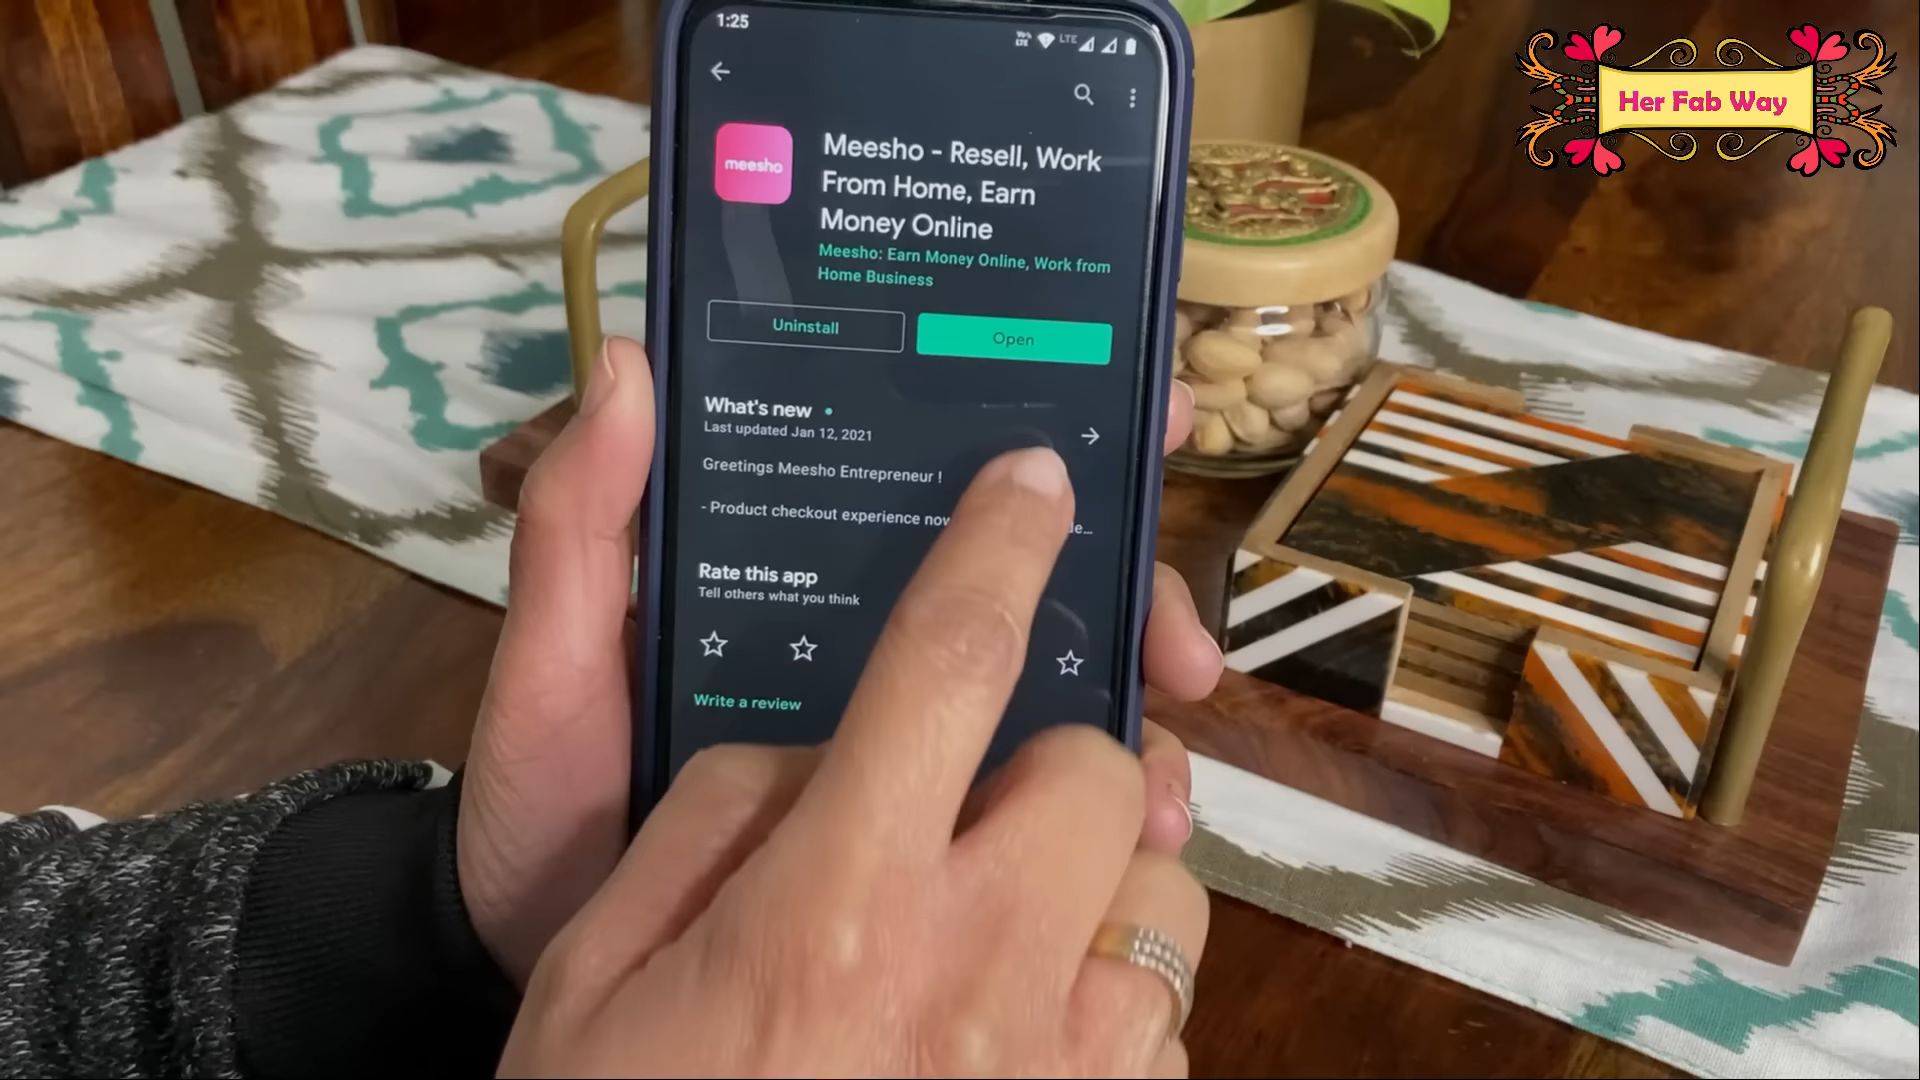 1:25
LTE
Her Fab Way
meesho
Meesho - Resell, Work
From Home, Earn
Money Online
Meesho: Earn Money Online, Work from
Home Business
Uninstall
Open
What's new
Last updated Jan 12, 2021
Greetings Meesho Entrepreneur !
- Product checkout experience now
Rate this app
Tell others what you think
Write a review